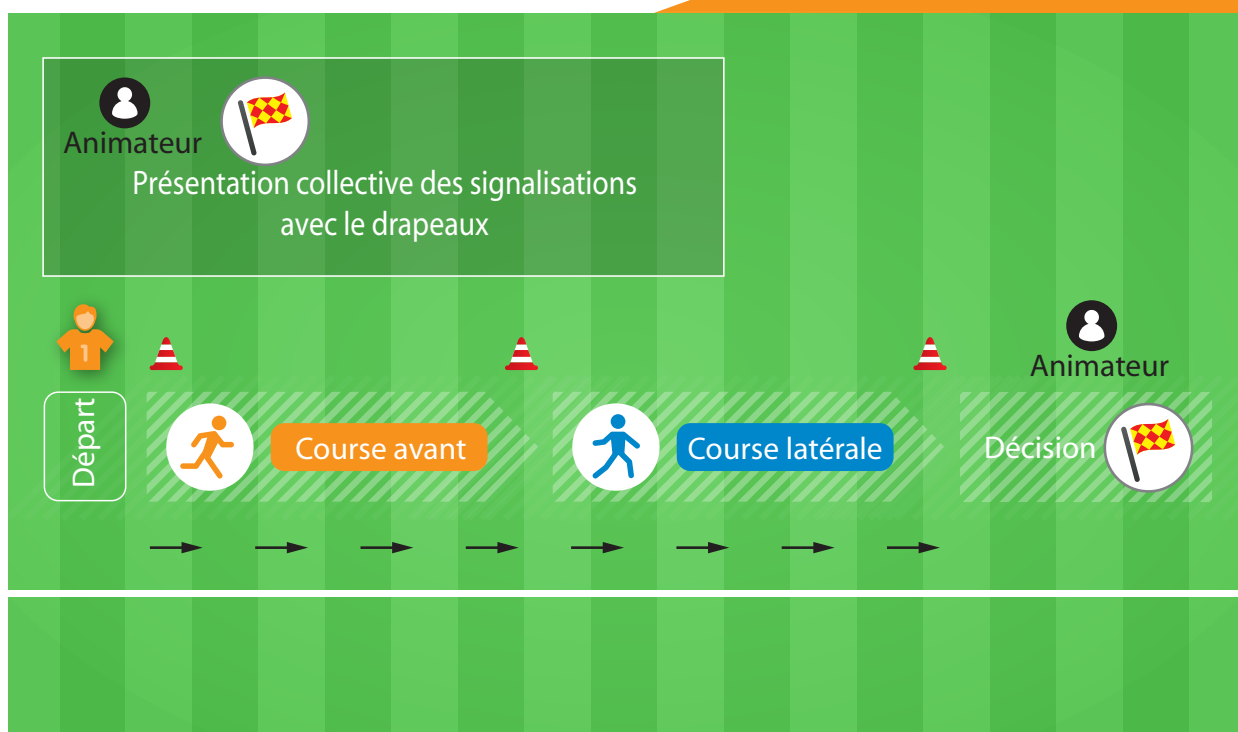 Animateur
Présentation collective des signalisations
avec le drapeaux
1
Animateur
Départ
Course avant
Course latérale
Décision